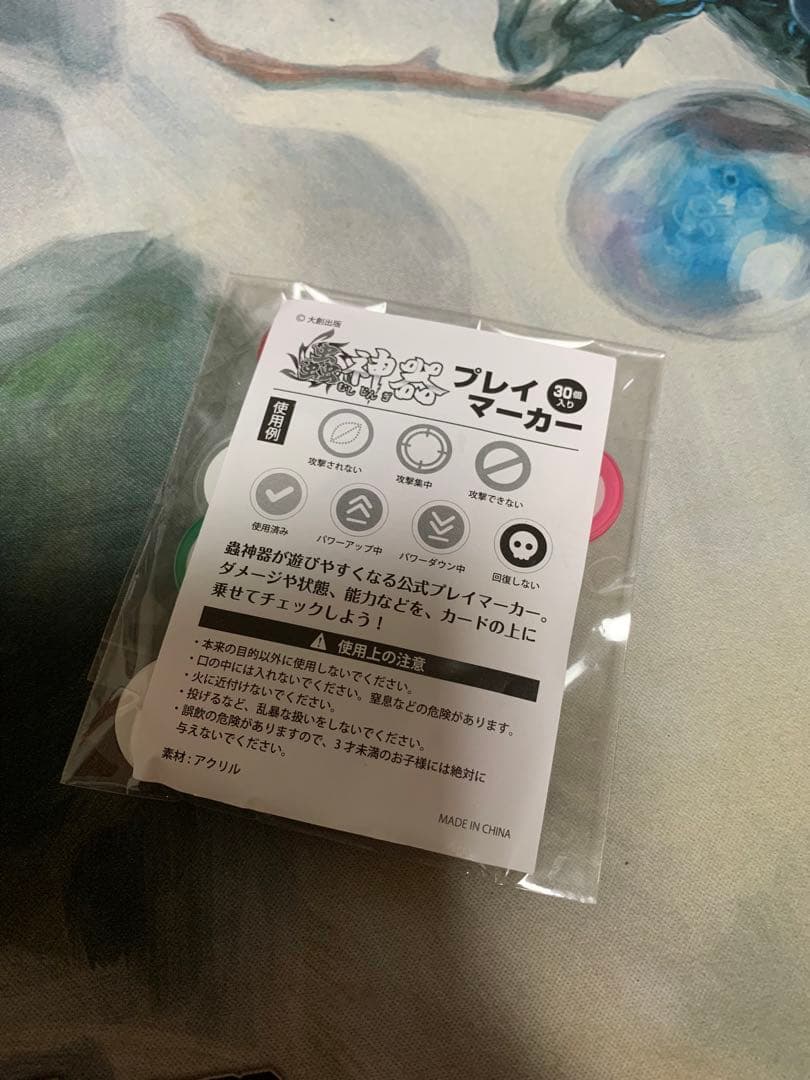 © 大創出版
蟲神器
むし じん ぎ
プレイ
マーカー
30個
入り
使用例
攻撃されない
攻撃集中
攻撃できない
使用済み
パワーアップ中
パワーダウン中
回復しない
蟲神器が遊びやすくなる公式プレイマーカー。
ダメージや状態、能力などを、カードの上に
乗せてチェックしよう！
使用上の注意
・本来の目的以外に使用しないでください。
・口の中には入れないでください。窒息などの危険があります。
・火に近付けないでください。
・投げるなど、乱暴な扱いをしないでください。
・誤飲の危険がありますので、3才未満のお子様には絶対に
与えないでください。
素材：アクリル
MADE IN CHINA